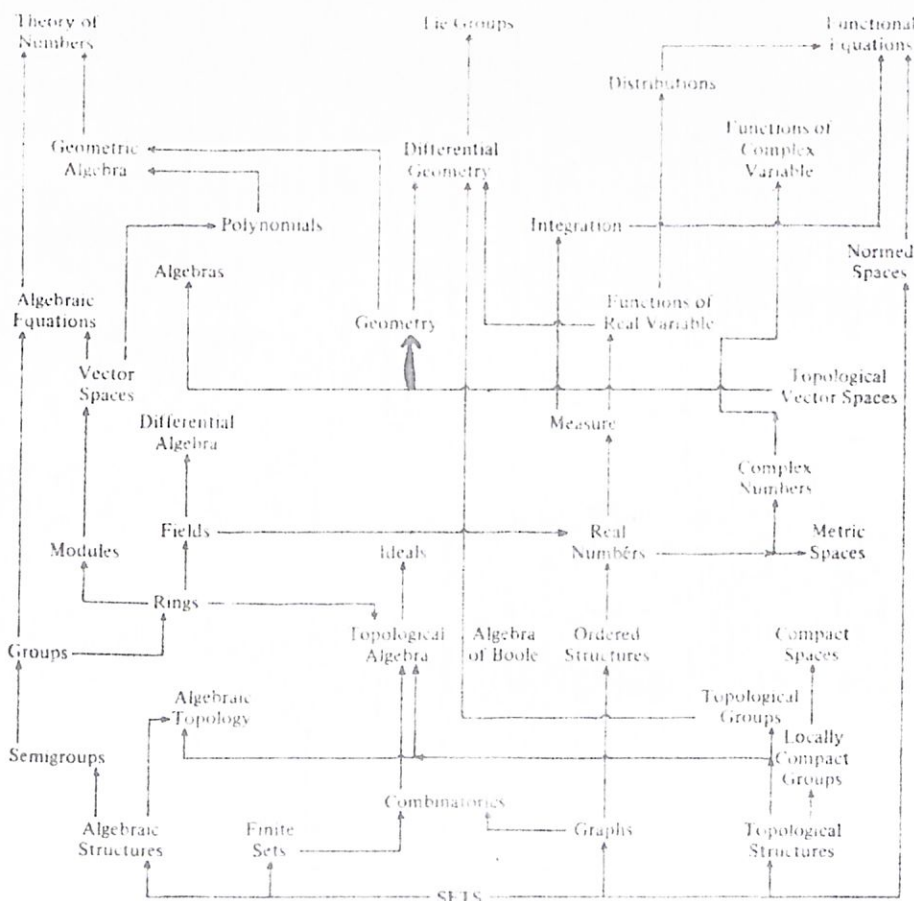 Theory of
Numbers
Lie Groups
Functional
Equations
Distributions
Geometric
Algebra
Differential
Geometry
Functions of
Complex
Variable
Polynomials
Integration
Normed
Spaces
Algebras
Algebraic
Equations
Geometry
Functions of
Real Variable
Vector
Spaces
Topological
Vector Spaces
Differential
Algebra
Measure
Complex
Numbers
Fields
Modules
Ideals
Real
Numbers
Metric
Spaces
Rings
Groups
Topological
Algebra
Algebra
of Boole
Ordered
Structures
Compact
Spaces
Algebraic
Topology
Topological
Groups
Semigroups
Locally
Compact
Groups
Combinatorics
Algebraic
Structures
Finite
Sets
Graphs
Topological
Structures
SETS